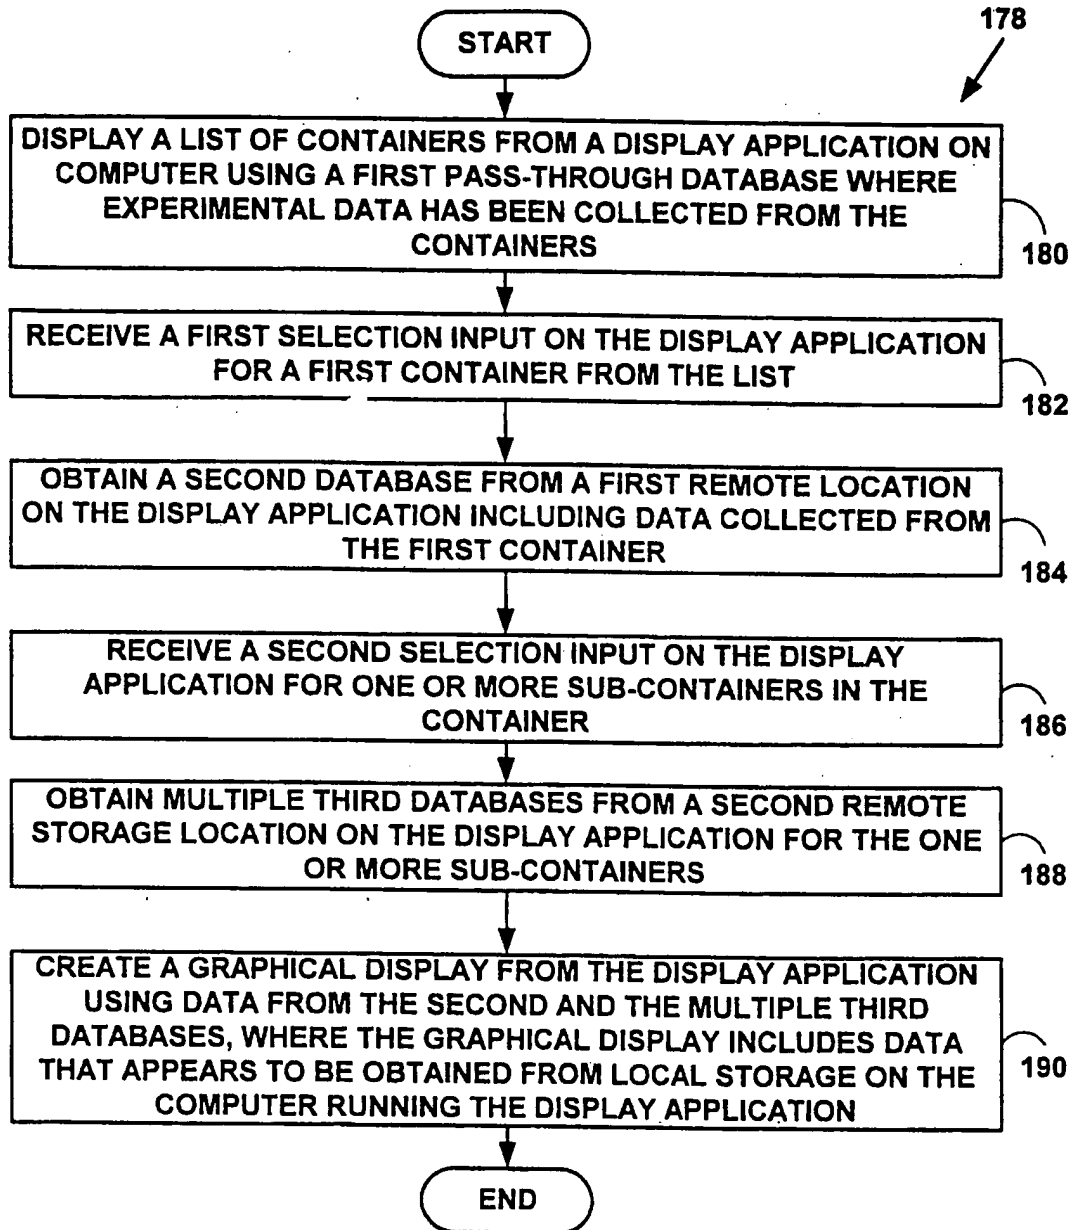 START
178
DISPLAY A LIST OF CONTAINERS FROM A DISPLAY APPLICATION ON
COMPUTER USING A FIRST PASS-THROUGH DATABASE WHERE
EXPERIMENTAL DATA HAS BEEN COLLECTED FROM THE
CONTAINERS
180
RECEIVE A FIRST SELECTION INPUT ON THE DISPLAY APPLICATION
FOR A FIRST CONTAINER FROM THE LIST
182
OBTAIN A SECOND DATABASE FROM A FIRST REMOTE LOCATION
ON THE DISPLAY APPLICATION INCLUDING DATA COLLECTED FROM
THE FIRST CONTAINER
184
RECEIVE A SECOND SELECTION INPUT ON THE DISPLAY
APPLICATION FOR ONE OR MORE SUB-CONTAINERS IN THE
CONTAINER
186
OBTAIN MULTIPLE THIRD DATABASES FROM A SECOND REMOTE
STORAGE LOCATION ON THE DISPLAY APPLICATION FOR THE ONE
OR MORE SUB-CONTAINERS
188
CREATE A GRAPHICAL DISPLAY FROM THE DISPLAY APPLICATION
USING DATA FROM THE SECOND AND THE MULTIPLE THIRD
DATABASES, WHERE THE GRAPHICAL DISPLAY INCLUDES DATA
THAT APPEARS TO BE OBTAINED FROM LOCAL STORAGE ON THE
COMPUTER RUNNING THE DISPLAY APPLICATION
190
END